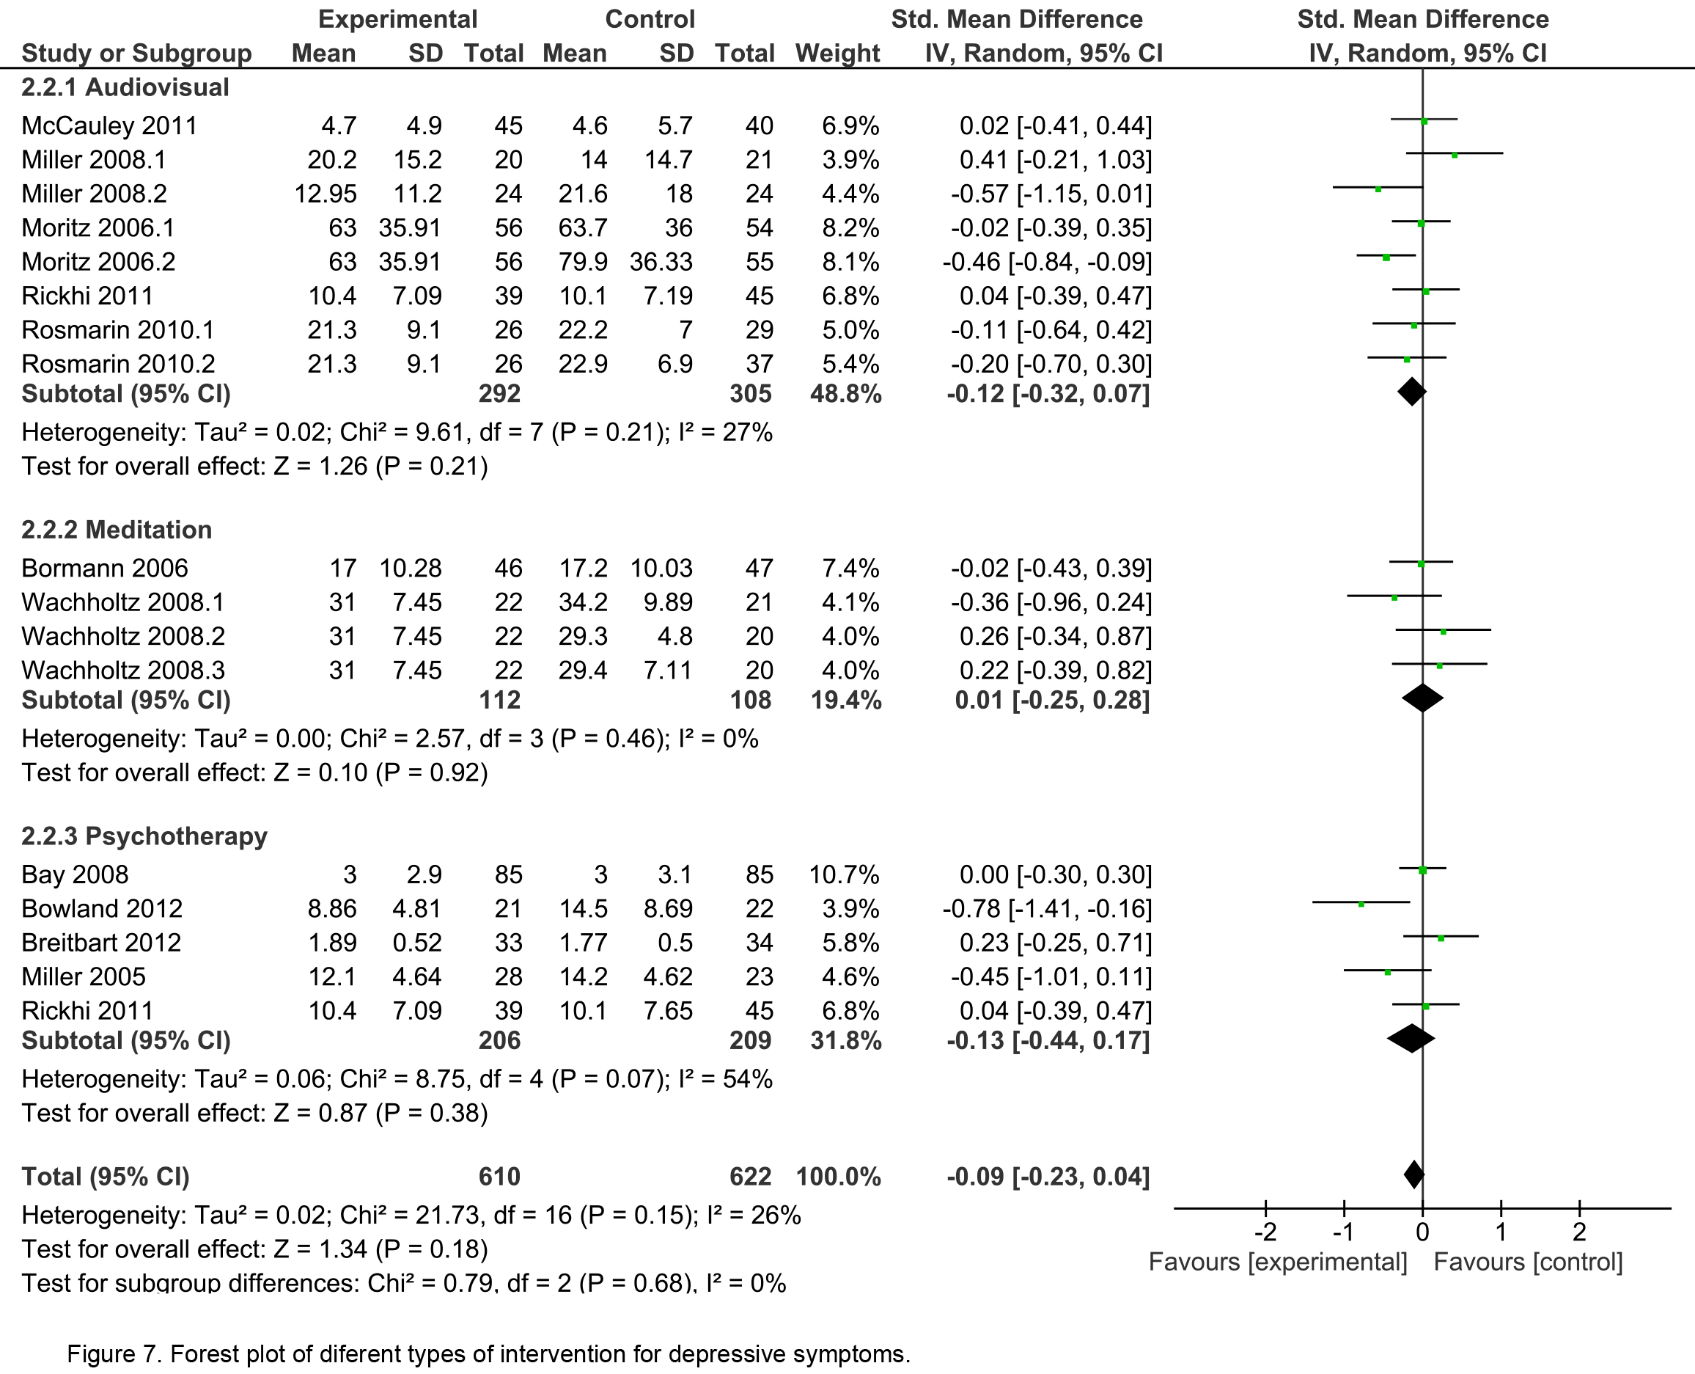 Experimental Control Std. Mean Difference Std. Mean Difference
Study or Subgroup Mean SD Total Mean SD Total Weight IV, Random, 95% CI IV, Random, 95% CI
2.2.1 Audiovisual
McCauley 2011 4.7 4.9 45 4.6 5.7 40 6.9% 0.02 [-0.41, 0.44]
Miller 2008.1 20.2 15.2 20 14 14.7 21 3.9% 0.41 [-0.21, 1.03]
Miller 2008.2 12.95 11.2 24 21.6 18 24 4.4% -0.57 [-1.15, 0.01]
Moritz 2006.1 63 35.91 56 63.7 36 54 8.2% -0.02 [-0.39, 0.35]
Moritz 2006.2 63 35.91 56 79.9 36.33 55 8.1% -0.46 [-0.84, -0.09]
Rickhi 2011 10.4 7.09 39 10.1 7.19 45 6.8% 0.04 [-0.39, 0.47]
Rosmarin 2010.1 21.3 9.1 26 22.2 7 29 5.0% -0.11 [-0.64, 0.42]
Rosmarin 2010.2 21.3 9.1 26 22.9 6.9 37 5.4% -0.20 [-0.70, 0.30]
Subtotal (95% CI) 292 305 48.8% -0.12 [-0.32, 0.07]
Heterogeneity: Tau² = 0.02; Chi² = 9.61, df = 7 (P = 0.21); I² = 27%
Test for overall effect: Z = 1.26 (P = 0.21)
2.2.2 Meditation
Bormann 2006 17 10.28 46 17.2 10.03 47 7.4% -0.02 [-0.43, 0.39]
Wachholtz 2008.1 31 7.45 22 34.2 9.89 21 4.1% -0.36 [-0.96, 0.24]
Wachholtz 2008.2 31 7.45 22 29.3 4.8 20 4.0% 0.26 [-0.34, 0.87]
Wachholtz 2008.3 31 7.45 22 29.4 7.11 20 4.0% 0.22 [-0.39, 0.82]
Subtotal (95% CI) 112 108 19.4% 0.01 [-0.25, 0.28]
Heterogeneity: Tau² = 0.00; Chi² = 2.57, df = 3 (P = 0.46); I² = 0%
Test for overall effect: Z = 0.10 (P = 0.92)
2.2.3 Psychotherapy
Bay 2008 3 2.9 85 3 3.1 85 10.7% 0.00 [-0.30, 0.30]
Bowland 2012 8.86 4.81 21 14.5 8.69 22 3.9% -0.78 [-1.41, -0.16]
Breitbart 2012 1.89 0.52 33 1.77 0.5 34 5.8% 0.23 [-0.25, 0.71]
Miller 2005 12.1 4.64 28 14.2 4.62 23 4.6% -0.45 [-1.01, 0.11]
Rickhi 2011 10.4 7.09 39 10.1 7.65 45 6.8% 0.04 [-0.39, 0.47]
Subtotal (95% CI) 206 209 31.8% -0.13 [-0.44, 0.17]
Heterogeneity: Tau² = 0.06; Chi² = 8.75, df = 4 (P = 0.07); I² = 54%
Test for overall effect: Z = 0.87 (P = 0.38)
Total (95% CI) 610 622 100.0% -0.09 [-0.23, 0.04]
Heterogeneity: Tau² = 0.02; Chi² = 21.73, df = 16 (P = 0.15); I² = 26%
Test for overall effect: Z = 1.34 (P = 0.18)
Test for subgroup differences: Chi² = 0.79, df = 2 (P = 0.68), I² = 0%
-2 -1 0 1 2
Favours [experimental] Favours [control]
Figure 7. Forest plot of diferent types of intervention for depressive symptoms.